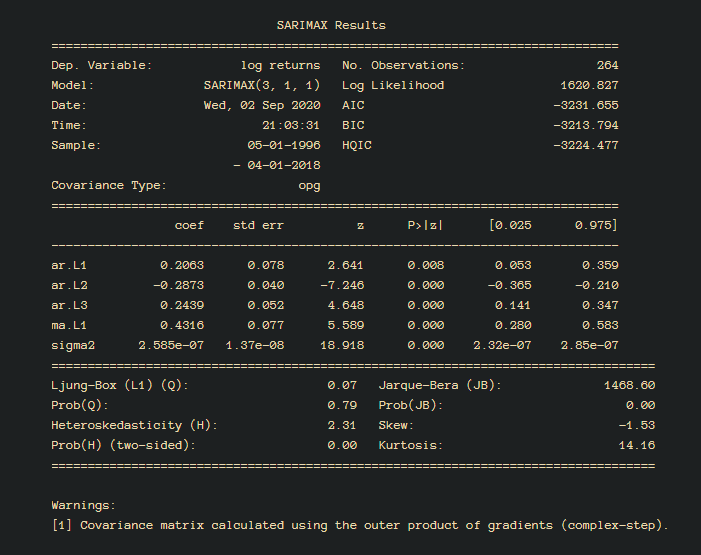 SARIMAX Results
==============================================================================
Dep. Variable: log returns No. Observations: 264
Model: SARIMAX(3, 1, 1) Log Likelihood 1620.827
Date: Wed, 02 Sep 2020 AIC -3231.655
Time: 21:03:31 BIC -3213.794
Sample: 05-01-1996 HQIC -3224.477
- 04-01-2018
Covariance Type: opg
==============================================================================
coef std err z P>|z| [0.025 0.975]
------------------------------------------------------------------------------
ar.L1 0.2063 0.078 2.641 0.008 0.053 0.359
ar.L2 -0.2873 0.040 -7.246 0.000 -0.365 -0.210
ar.L3 0.2439 0.052 4.648 0.000 0.141 0.347
ma.L1 0.4316 0.077 5.589 0.000 0.280 0.583
sigma2 2.585e-07 1.37e-08 18.918 0.000 2.32e-07 2.85e-07
===================================================================================
Ljung-Box (L1) (Q): 0.07 Jarque-Bera (JB): 1468.60
Prob(Q): 0.79 Prob(JB): 0.00
Heteroskedasticity (H): 2.31 Skew: -1.53
Prob(H) (two-sided): 0.00 Kurtosis: 14.16
===================================================================================
Warnings:
[1] Covariance matrix calculated using the outer product of gradients (complex-step).